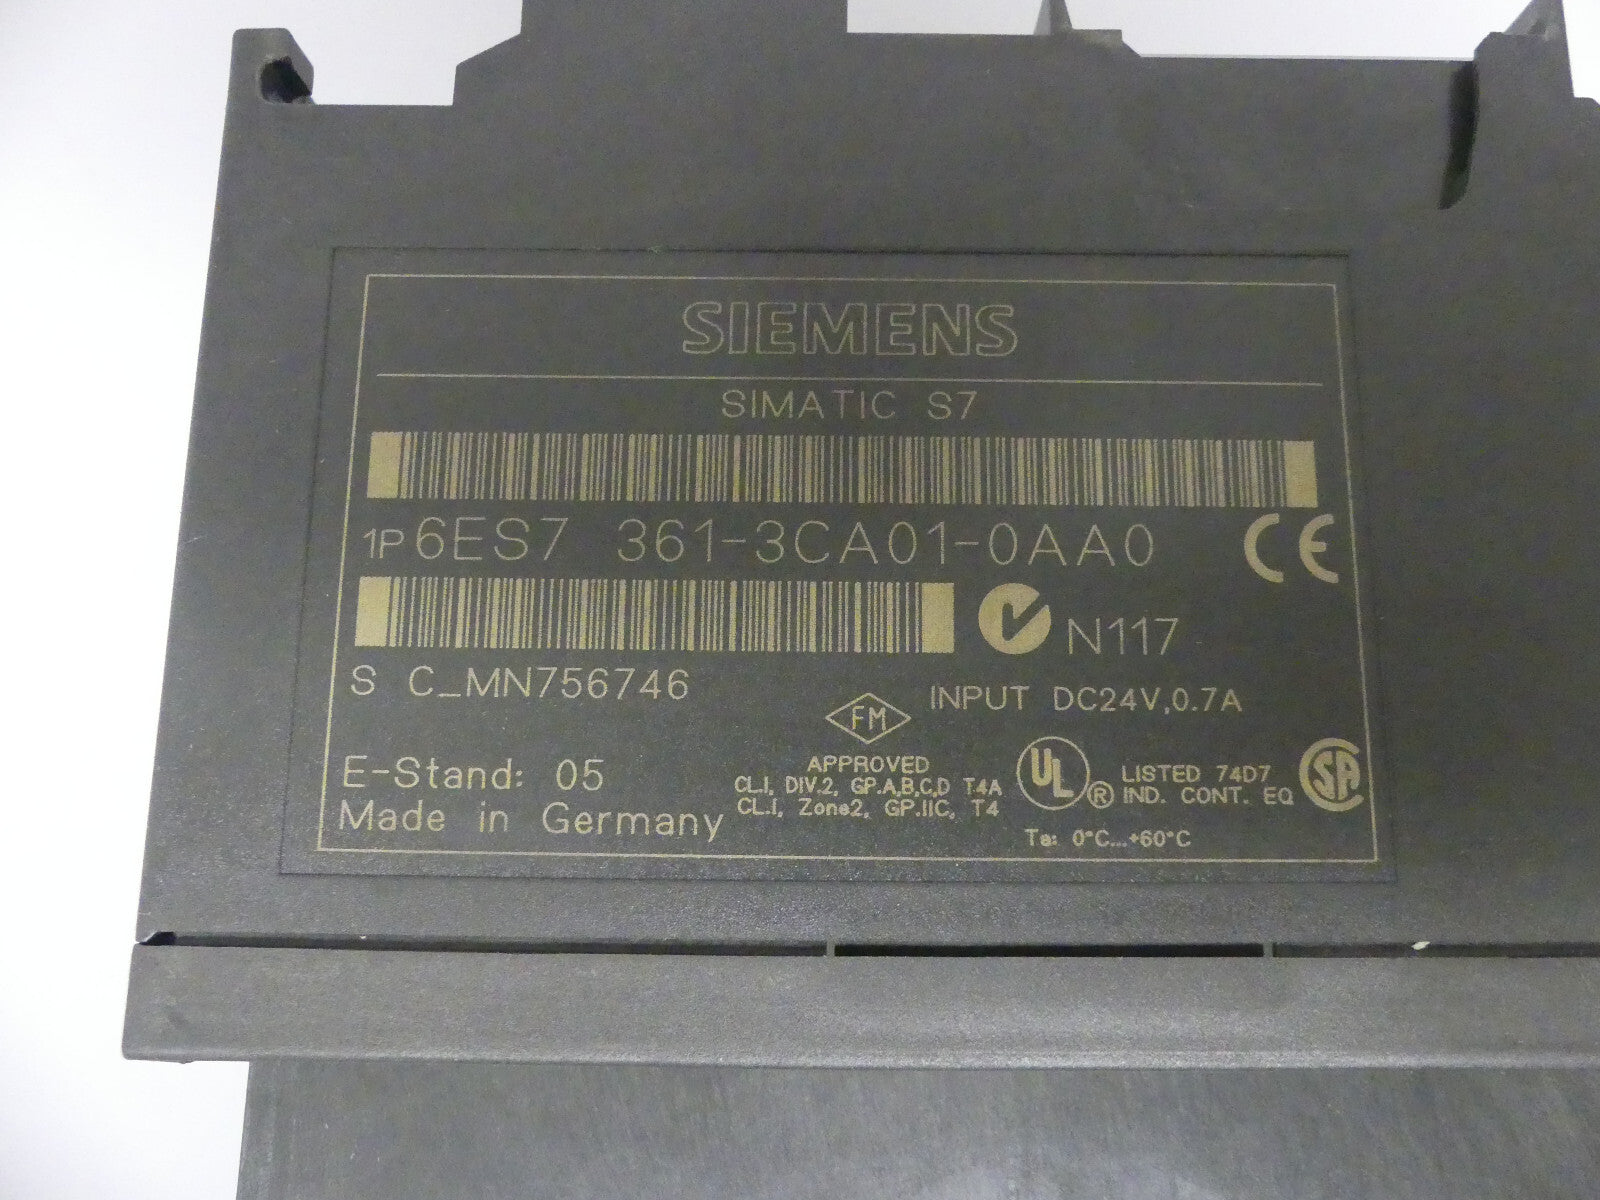 SIEMENS
SIMATIC S7
1P 6ES7 361-3CA01-0AA0 CE
N117
S C_MN756746
FM INPUT DC24V,0.7A
E-Stand: 05
Made in Germany
APPROVED
CL.I, DIV.2, GP.A,B,C,D T4A
CL.I, Zone2, GP.IIC, T4
UL ® LISTED 74D7
IND. CONT. EQ
SA
Ta: 0°C...+60°C